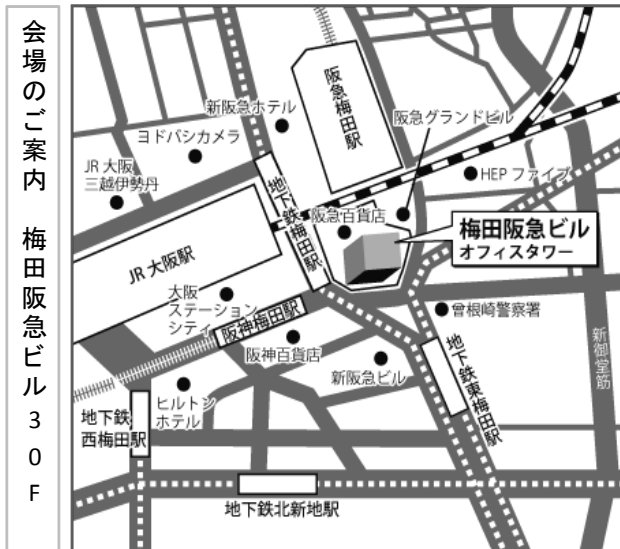 会場のご案内　梅田阪急ビル３０Ｆ
阪急梅田駅
新阪急ホテル
阪急グランドビル
ヨドバシカメラ
JR 大阪
三越伊勢丹
HEP ファイブ
地下鉄梅田駅
阪急百貨店
梅田阪急ビル
オフィスタワー
JR 大阪駅
大阪
ステーション
シティ
阪神梅田駅
曾根崎警察署
阪神百貨店
新阪急ビル
新御堂筋
地下鉄東梅田駅
ヒルトン
ホテル
地下鉄
西梅田駅
地下鉄北新地駅